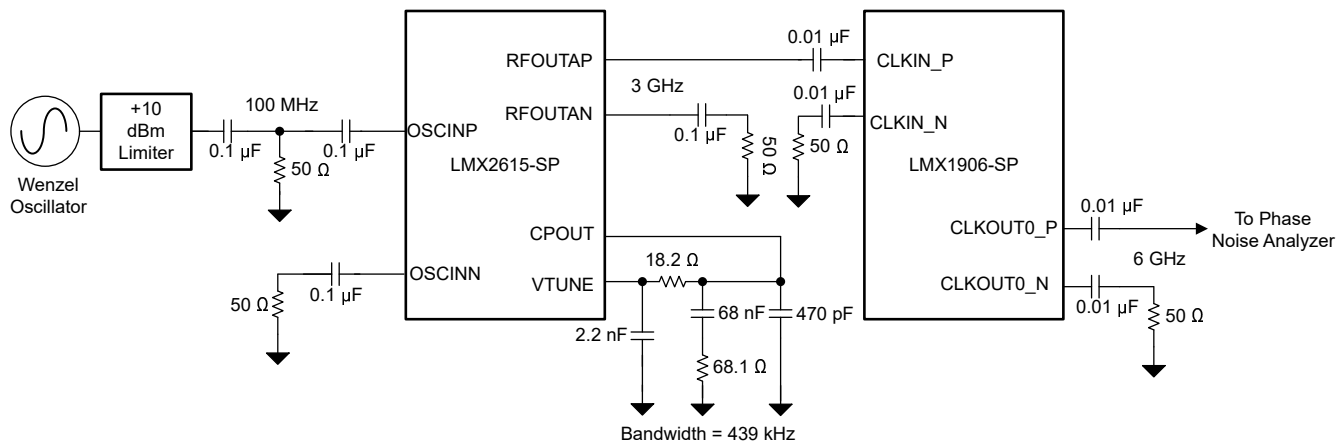 Wenzel
Oscillator
+10
dBm
Limiter
0.1 µF
100 MHz
50 Ω
0.1 µF
50 Ω
0.1 µF
OSCINP
OSCINN
LMX2615-SP
RFOUTAP
RFOUTAN
CPOUT
VTUNE
3 GHz
0.1 µF
50 Ω
18.2 Ω
2.2 nF
68 nF
470 pF
68.1 Ω
Bandwidth = 439 kHz
0.01 µF
0.01 µF
50 Ω
CLKIN_P
CLKIN_N
LMX1906-SP
CLKOUT0_P
CLKOUT0_N
0.01 µF
6 GHz
0.01 µF
50 Ω
To Phase
Noise Analyzer